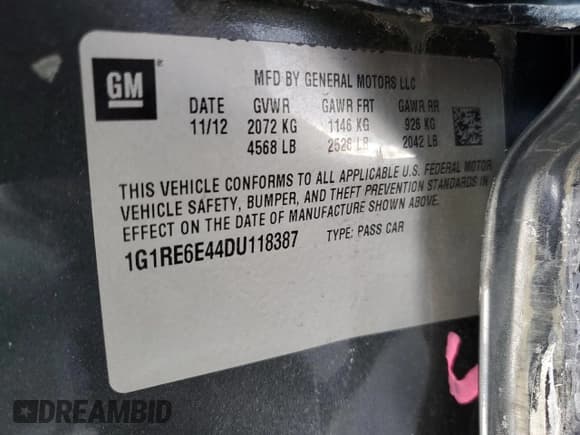 GM
MFD BY GENERAL MOTORS LLC
DATE GVWR GAWR FRT GAWR RR
11/12 2072 KG 1146 KG 926 KG
4568 LB 2526 LB 2042 LB
THIS VEHICLE CONFORMS TO ALL APPLICABLE U.S. FEDERAL MOTOR
VEHICLE SAFETY, BUMPER, AND THEFT PREVENTION STANDARDS IN
EFFECT ON THE DATE OF MANUFACTURE SHOWN ABOVE.
1G1RE6E44DU118387 TYPE: PASS CAR
DREAMBID